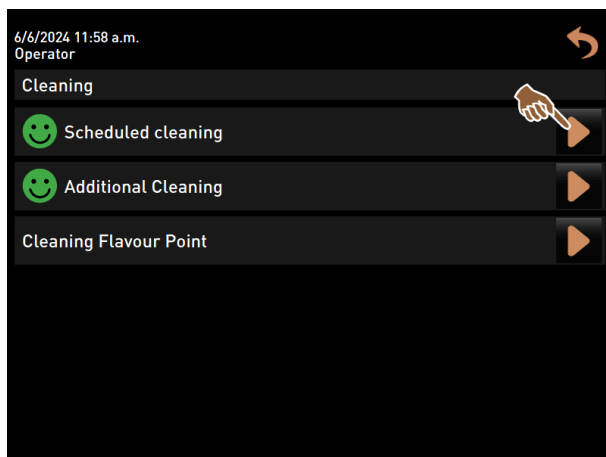 6/6/2024 11:58 a.m.
Operator
Cleaning
Scheduled cleaning
Additional Cleaning
Cleaning Flavour Point